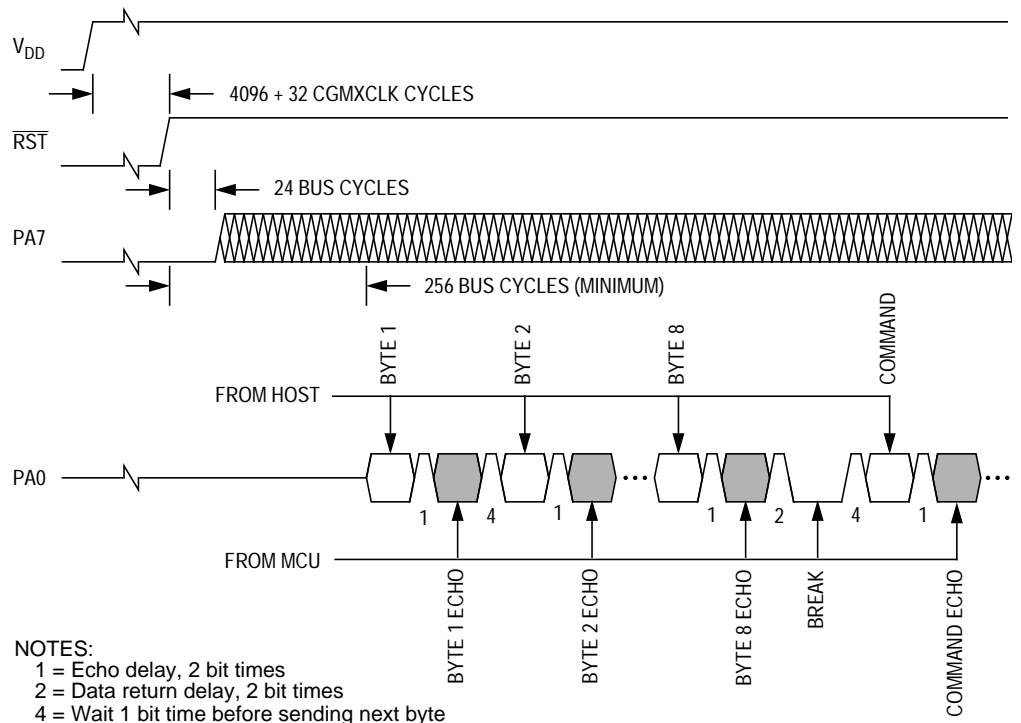 V_DD
4096 + 32 CGMXCLK CYCLES
RST
24 BUS CYCLES
PA7
256 BUS CYCLES (MINIMUM)
BYTE 1
BYTE 2
BYTE 8
COMMAND
FROM HOST
PA0
1
4
1
1
2
4
1
FROM MCU
BYTE 1 ECHO
BYTE 2 ECHO
BYTE 8 ECHO
BREAK
COMMAND ECHO
NOTES:
1 = Echo delay, 2 bit times
2 = Data return delay, 2 bit times
4 = Wait 1 bit time before sending next byte